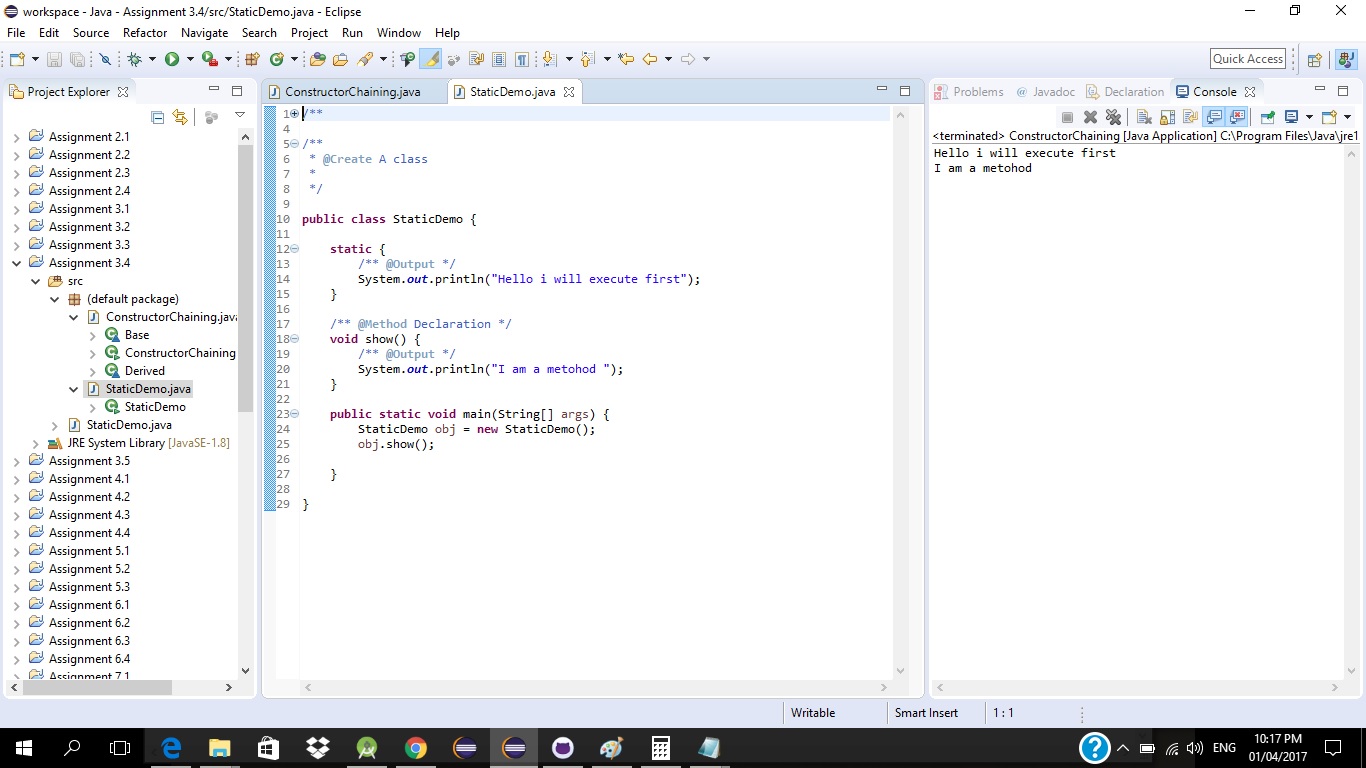 workspace - Java - Assignment 3.4/src/StaticDemo.java - Eclipse
File Edit Source Refactor Navigate Search Project Run Window Help
Quick Access
Project Explorer
Assignment 2.1
Assignment 2.2
Assignment 2.3
Assignment 2.4
Assignment 3.1
Assignment 3.2
Assignment 3.3
Assignment 3.4
src
(default package)
ConstructorChaining.java
Base
ConstructorChaining
Derived
StaticDemo.java
StaticDemo
StaticDemo.java
JRE System Library [JavaSE-1.8]
Assignment 3.5
Assignment 4.1
Assignment 4.2
Assignment 4.3
Assignment 4.4
Assignment 5.1
Assignment 5.2
Assignment 5.3
Assignment 6.1
Assignment 6.2
Assignment 6.3
Assignment 6.4
Assignment 7.1
ConstructorChaining.java StaticDemo.java
1 /**
4
5 /**
6 * @Create A class
7 *
8 */
9
10 public class StaticDemo {
11
12 static {
13 /** @Output */
14 System.out.println("Hello i will execute first");
15 }
16
17 /** @Method Declaration */
18 void show() {
19 /** @Output */
20 System.out.println("I am a metohod ");
21 }
22
23 public static void main(String[] args) {
24 StaticDemo obj = new StaticDemo();
25 obj.show();
26
27 }
28
29 }
Problems Javadoc Declaration Console
<terminated> ConstructorChaining [Java Application] C:\Program Files\Java\jre1
Hello i will execute first
I am a metohod
Writable Smart Insert 1 : 1
ENG 10:17 PM
01/04/2017